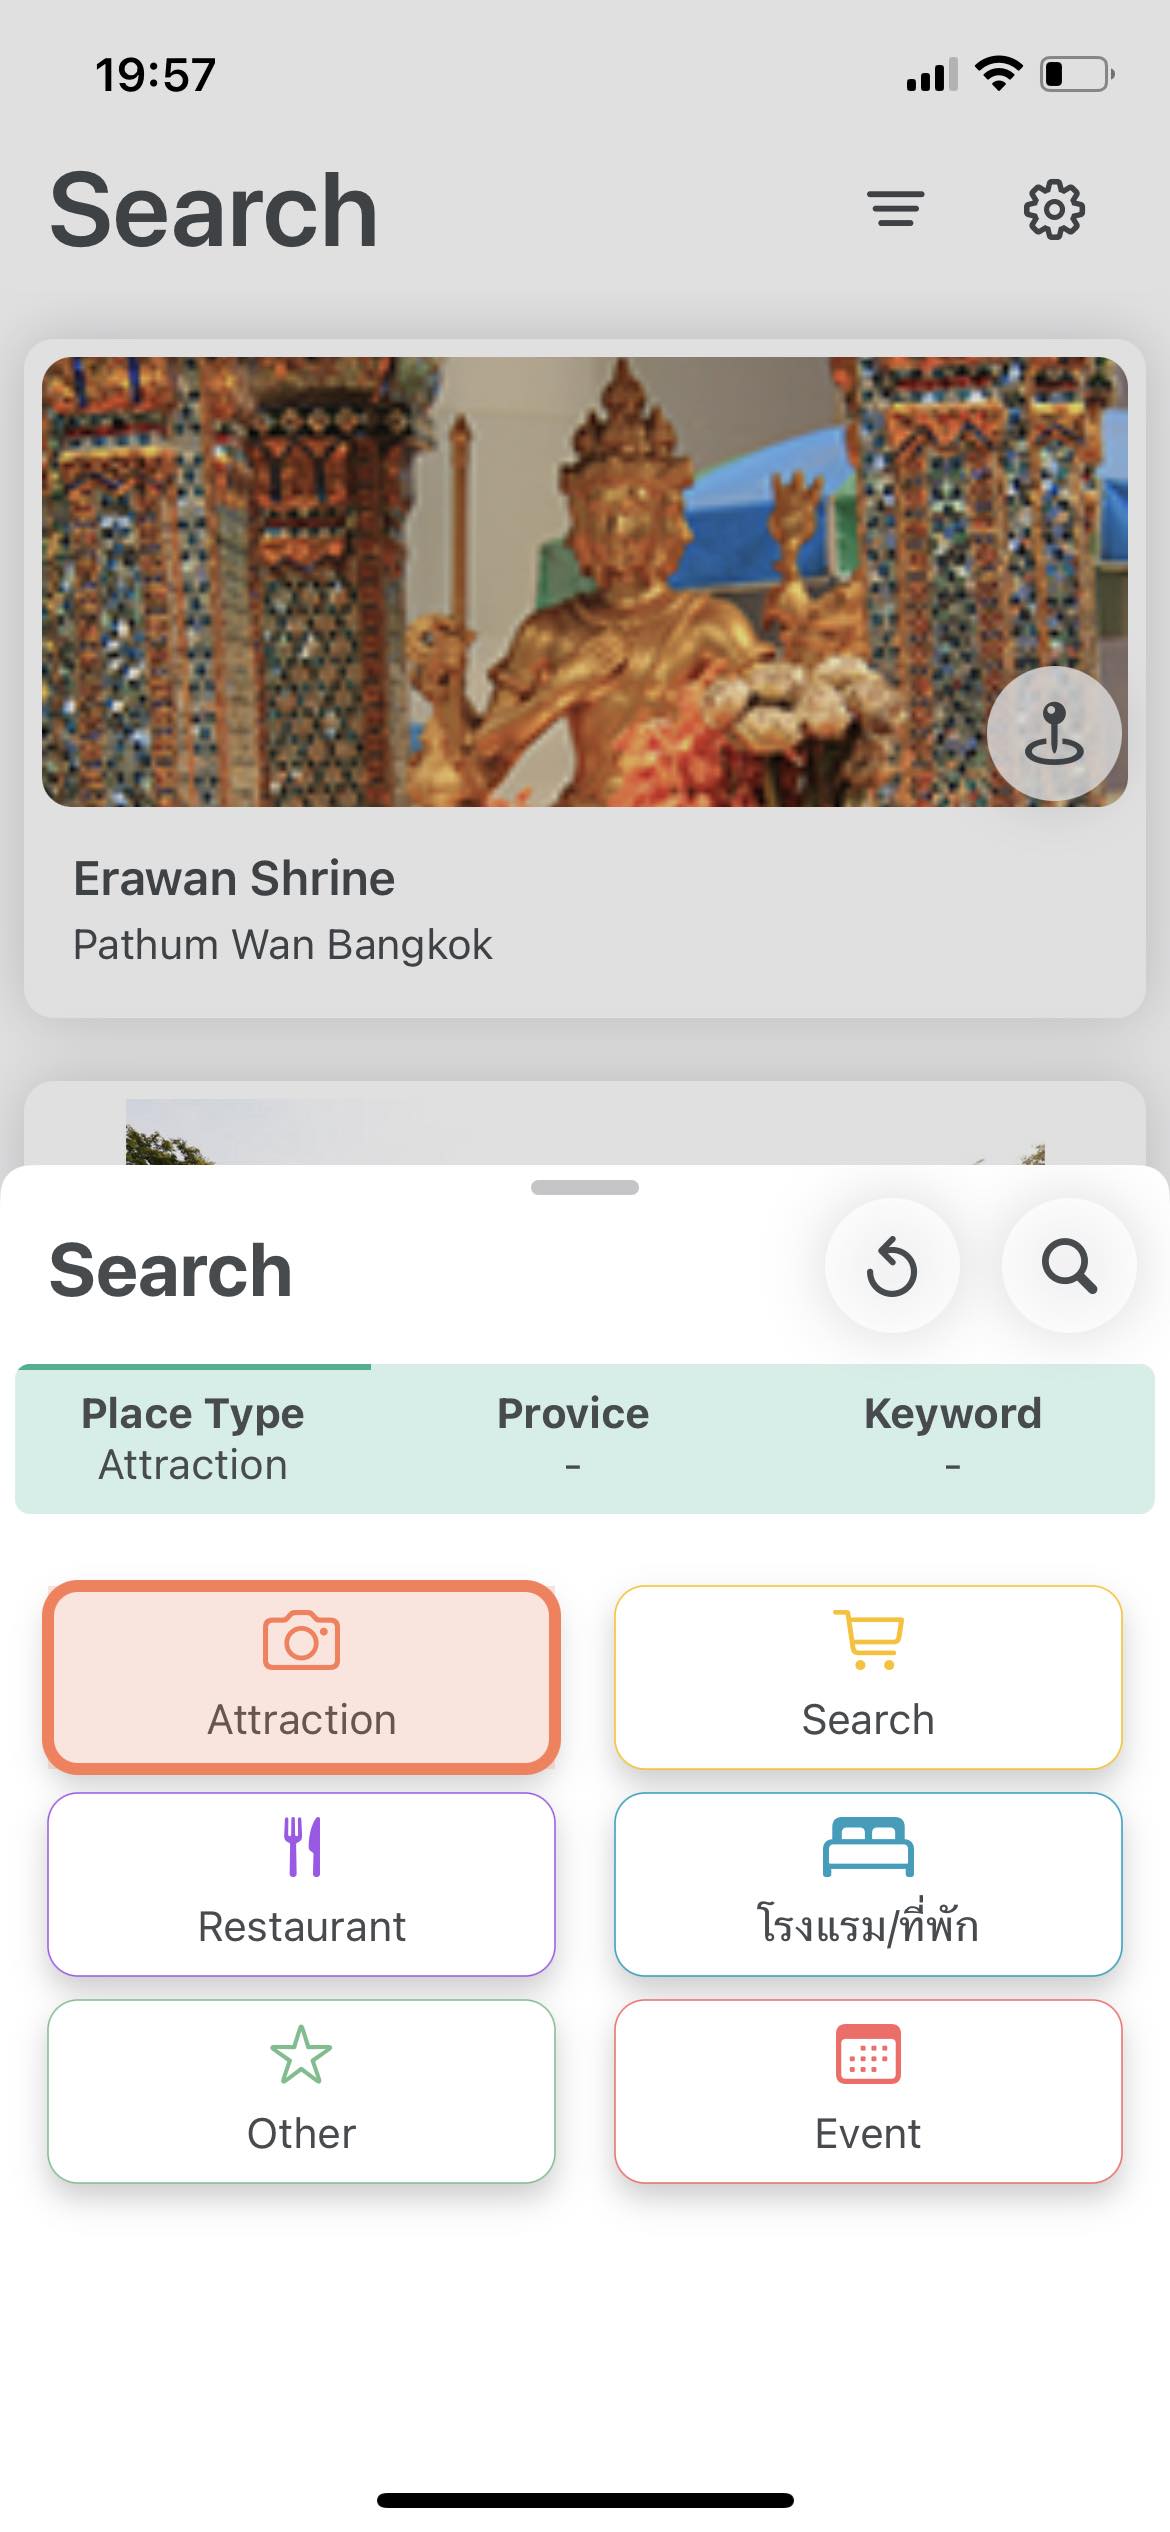 19:57
Search
Erawan Shrine
Pathum Wan Bangkok
Search
Place Type Provice Keyword
Attraction - -
Attraction Search
Restaurant โรงแรม/ที่พัก
Other Event